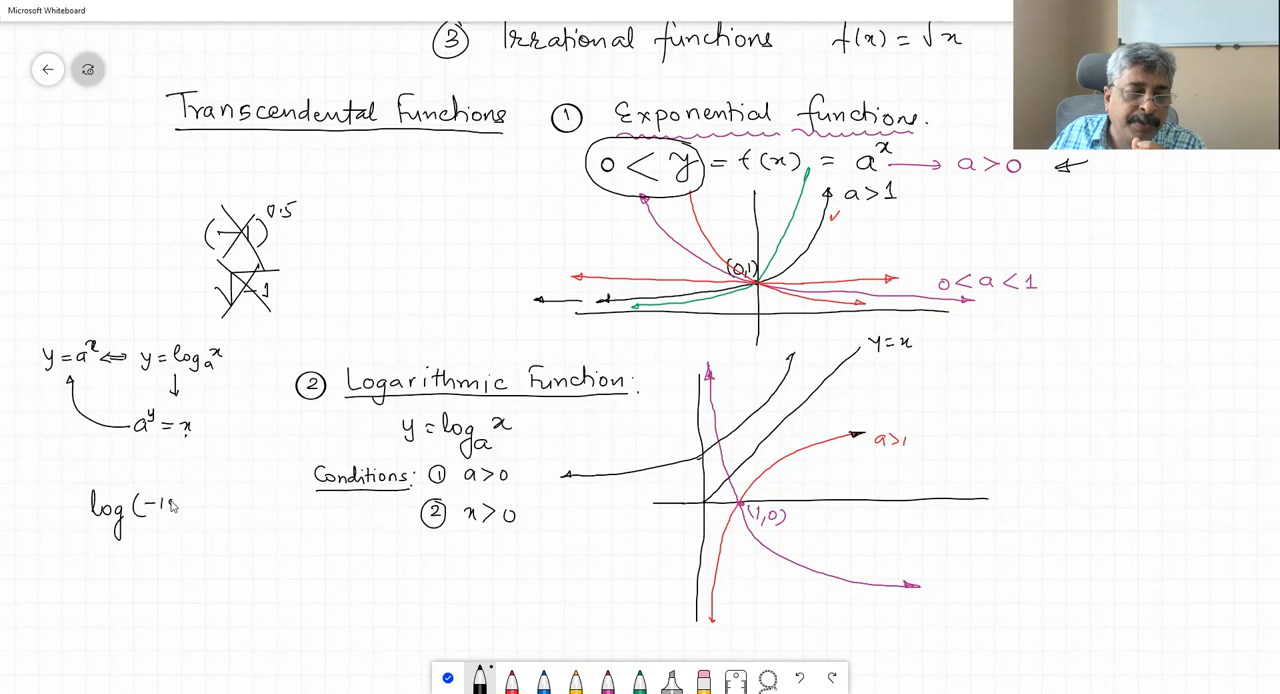 Microsoft Whiteboard
③ Irrational functions f(x) = √x
Transcendental Functions ① Exponential functions.
0 < y = f(x) = a^x → a > 0
a > 1
(-1)^0.5
√-1
(0,1)
0 < a < 1
y = a^x ⇔ y = log_a x
a^y = x
② Logarithmic Function:
y = log_a x
Conditions: ① a > 0
② x > 0
y = x
a > 1
(1,0)
log (-11